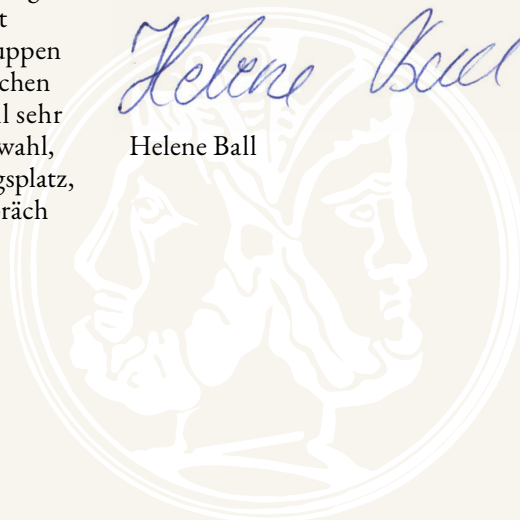 t
uppen
chen
l sehr
wahl,
gsplatz,
räch
Helene Ball
Helene Ball